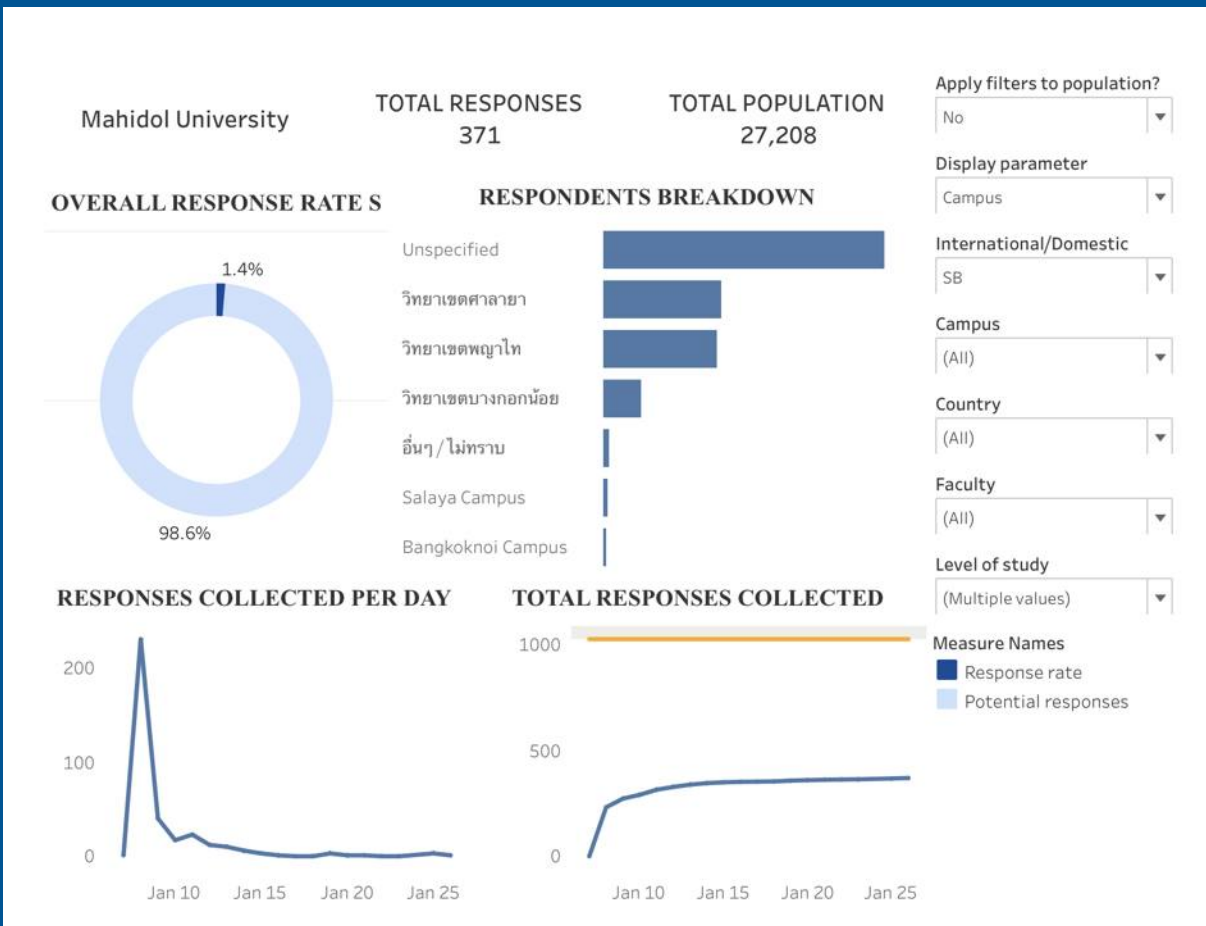 Mahidol University
TOTAL RESPONSES
371
TOTAL POPULATION
27,208
Apply filters to population?
No
Display parameter
Campus
International/Domestic
SB
Campus
(All)
Country
(All)
Faculty
(All)
Level of study
(Multiple values)
Measure Names
Response rate
Potential responses
OVERALL RESPONSE RATE S
1.4%
98.6%
RESPONDENTS BREAKDOWN
Unspecified
วิทยาเขตศาลายา
วิทยาเขตพญาไท
วิทยาเขตบางกอกน้อย
อื่นๆ / ไม่ทราบ
Salaya Campus
Bangkoknoi Campus
RESPONSES COLLECTED PER DAY
200
100
0
Jan 10 Jan 15 Jan 20 Jan 25
TOTAL RESPONSES COLLECTED
1000
500
0
Jan 10 Jan 15 Jan 20 Jan 25